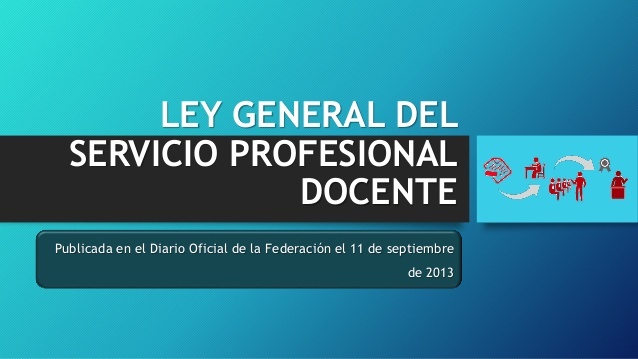 LEY GENERAL DEL
SERVICIO PROFESIONAL
DOCENTE
Publicada en el Diario Oficial de la Federación el 11 de septiembre
de 2013